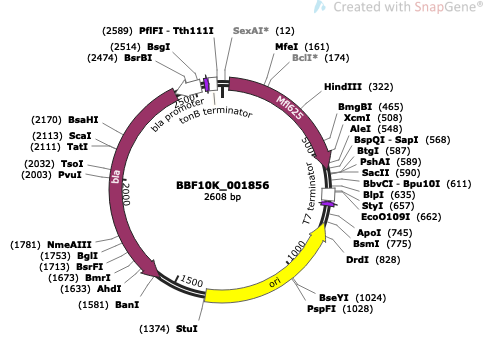 Created with SnapGene®
(2589) PflFI - Tth111I
SexAI* (12)
(2514) BsgI
MfeI (161)
(2474) BsrBI
BclI* (174)
HindIII (322)
2500
bla promoter
tonB terminator
Mfl625
BmgBI (465)
XcmI (508)
AleI (548)
500
BspQI - SapI (568)
BtgI (587)
PshAI (589)
SacII (590)
BbvCI - Bpu10I (611)
BlpI (635)
StyI (657)
EcoO109I (662)
T7 terminator
(2170) BsaHI
(2113) ScaI
(2111) TatI
(2032) TsoI
(2003) PvuI
bla
2000
BBF10K_001856
2608 bp
ApoI (745)
BsmI (775)
DrdI (828)
1000
ori
(1781) NmeAIII
(1753) BglI
(1713) BsrFI
(1673) BmrI
(1633) AhdI
(1581) BanI
1500
BseYI (1024)
PspFI (1028)
(1374) StuI